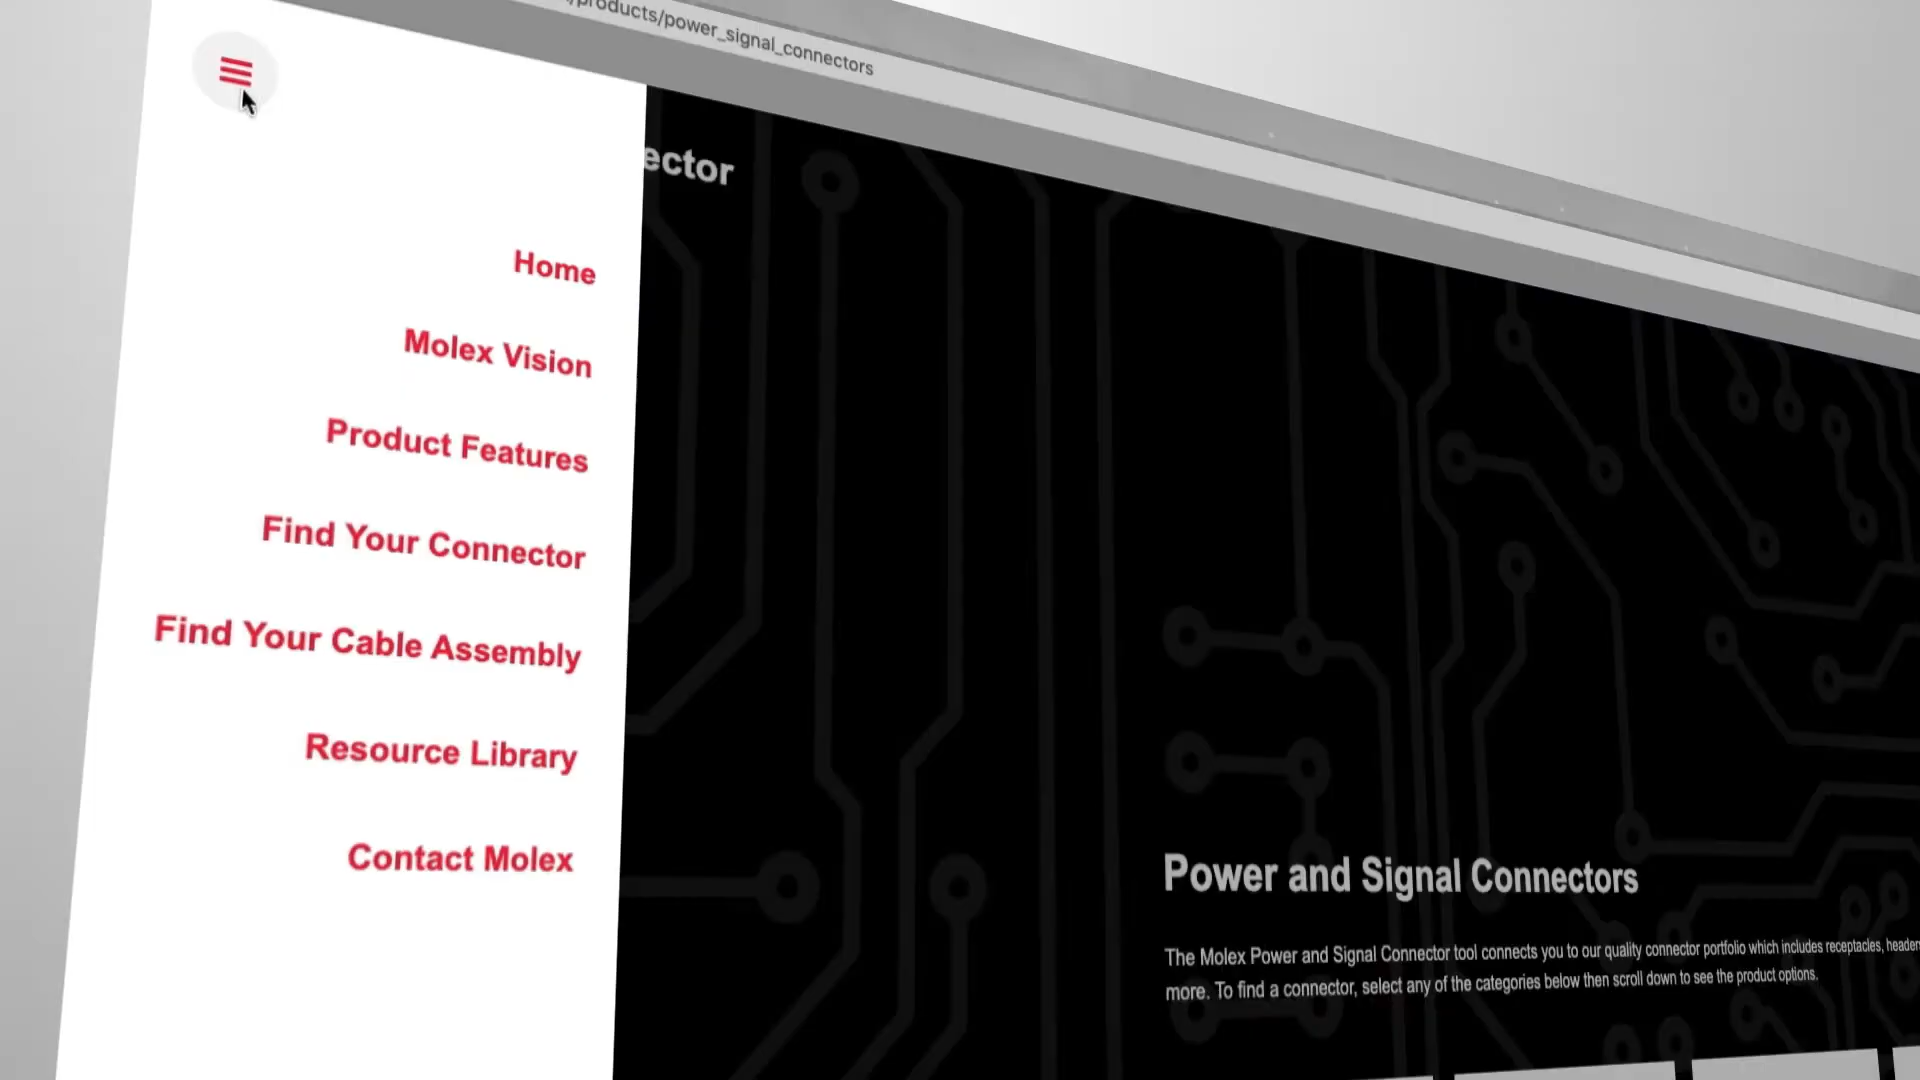 /products/power_signal_connectors
ector
Home
Molex Vision
Product Features
Find Your Connector
Find Your Cable Assembly
Resource Library
Contact Molex
Power and Signal Connectors
The Molex Power and Signal Connector tool connects you to our quality connector portfolio which includes receptacles, header
more. To find a connector, select any of the categories below then scroll down to see the product options.